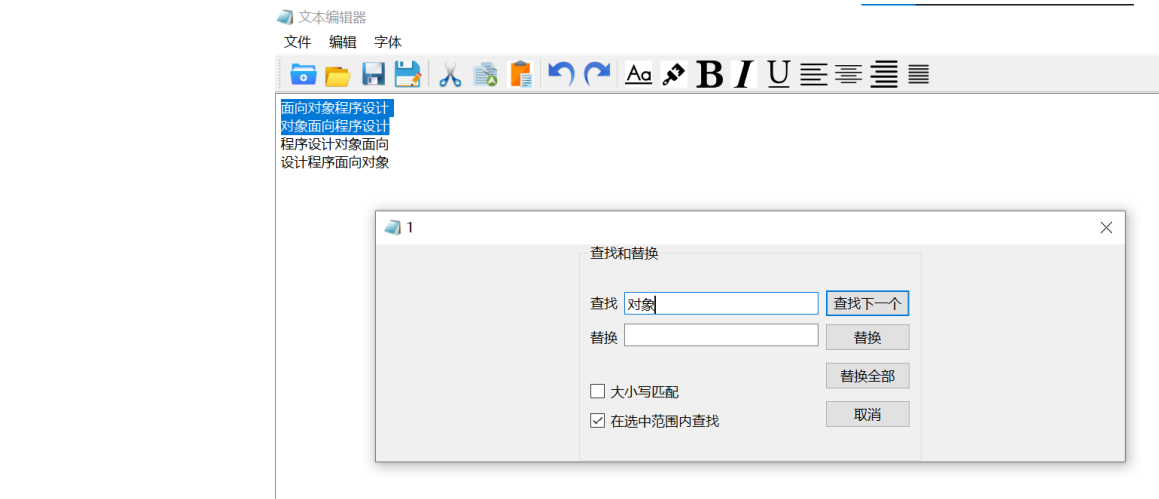 文本编辑器
文件 编辑 字体
Aa B I U
面向对象程序设计
对象面向程序设计
程序设计对象面向
设计程序面向对象
1
查找和替换
查找 对象 查找下一个
替换 替换
替换全部
大小写匹配
取消
在选中范围内查找